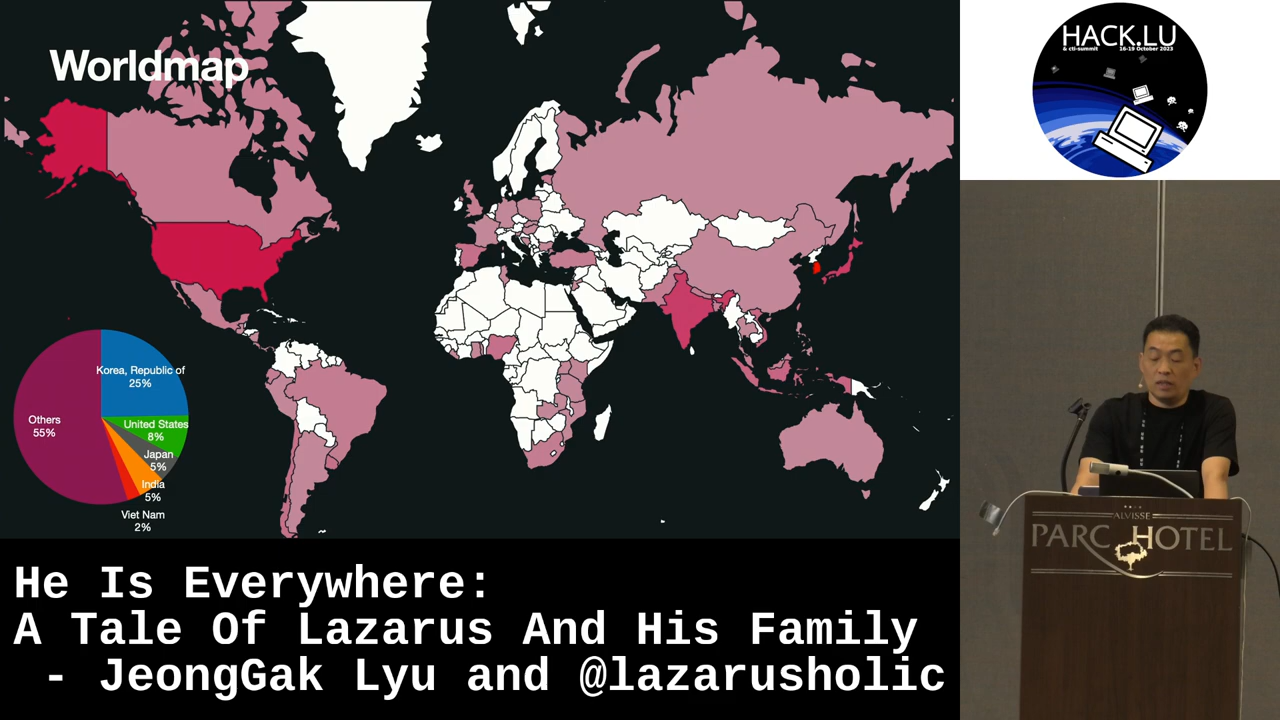 Worldmap
Korea, Republic of
25%
United States
8%
Japan
5%
India
5%
Viet Nam
2%
Others
55%
HACK.LU
& cti-summit 16-19 October 2023
ALVISSE
PARC HOTEL
He Is Everywhere:
A Tale Of Lazarus And His Family
- JeongGak Lyu and @lazarusholic